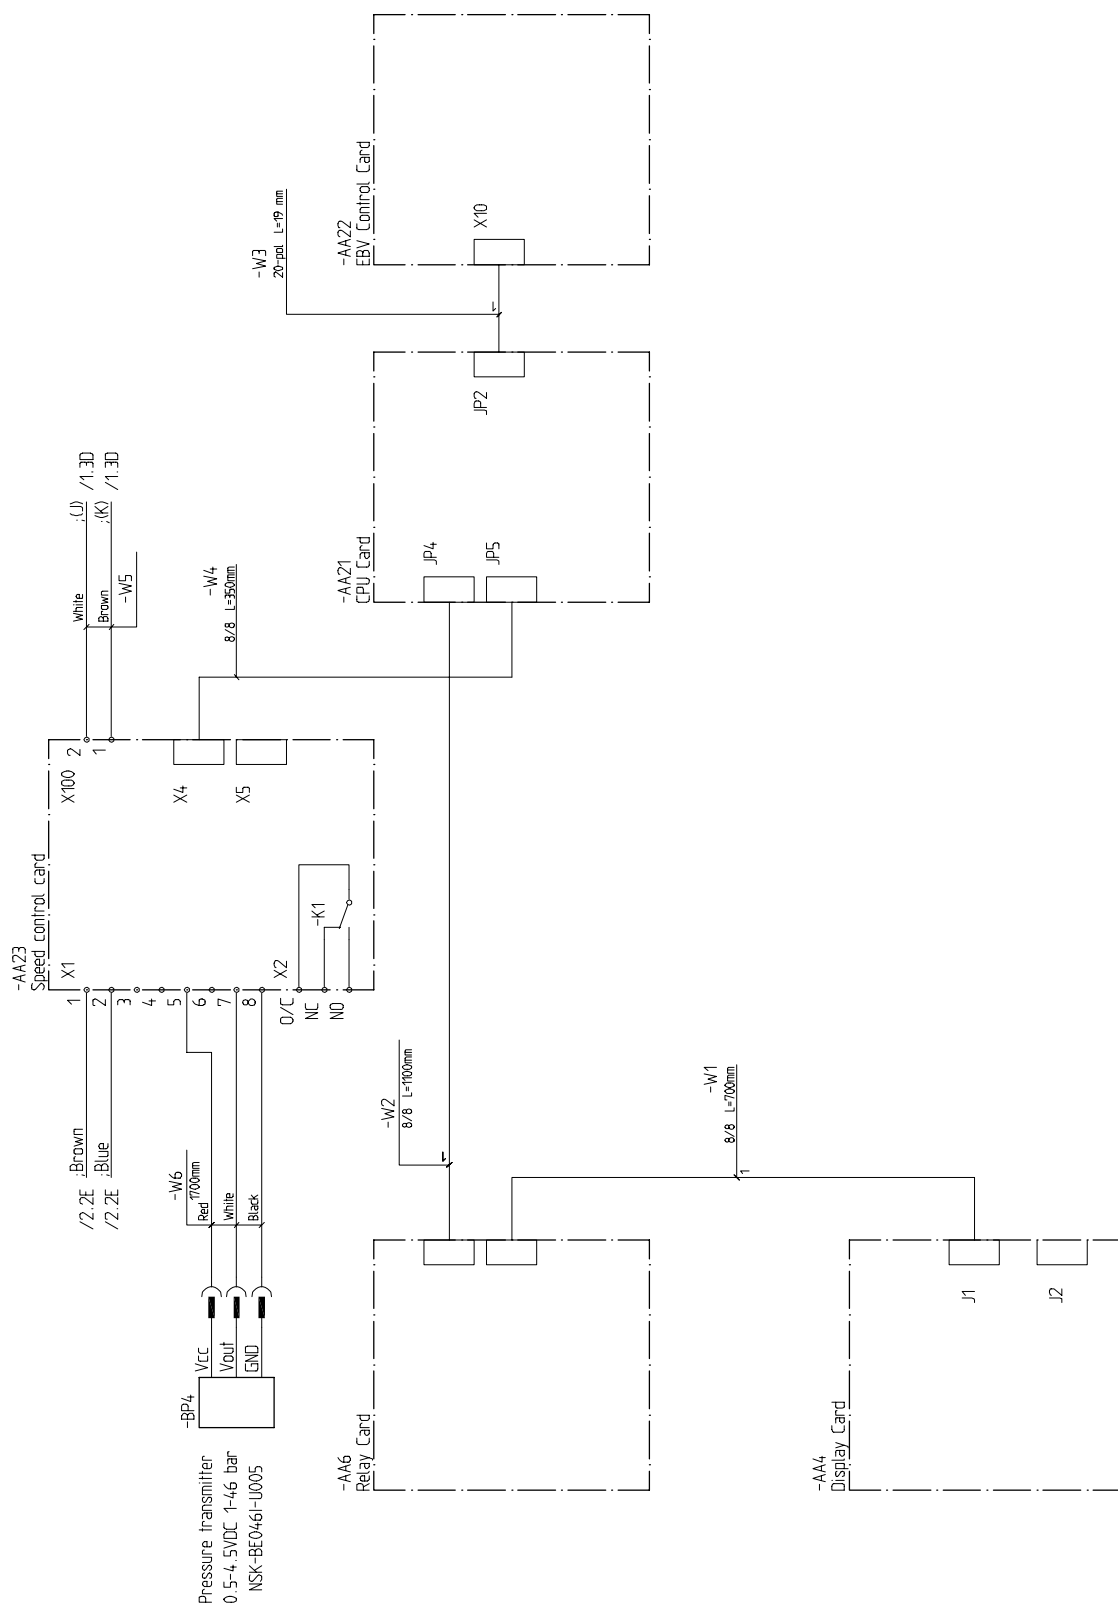 -AA22
EBV Control Card
X10
-W3
20-pol L=19 mm
1
JP2
-AA21
CPU Card
JP4
JP5
;(J) /1.3D
;(K) /1.3D
White
Brown
-W5
-W4
8/8 L=350mm
-AA23
Speed control card
X100
2
1
X4
X5
X1
1
2
3
4
5
6
7
8
X2
O/C
NC
NO
-K1
/2.2E ;Brown
/2.2E ;Blue
-W6
1700mm
Red
White
Black
Vcc
Vout
GND
-BP4
Pressure transmitter
0.5-4.5VDC 1-46 bar
NSK-BE046I-U005
-W2
8/8 L=1100mm
1
-W1
8/8 L=700mm
1
-AA6
Relay Card
-AA4
Display Card
J1
J2